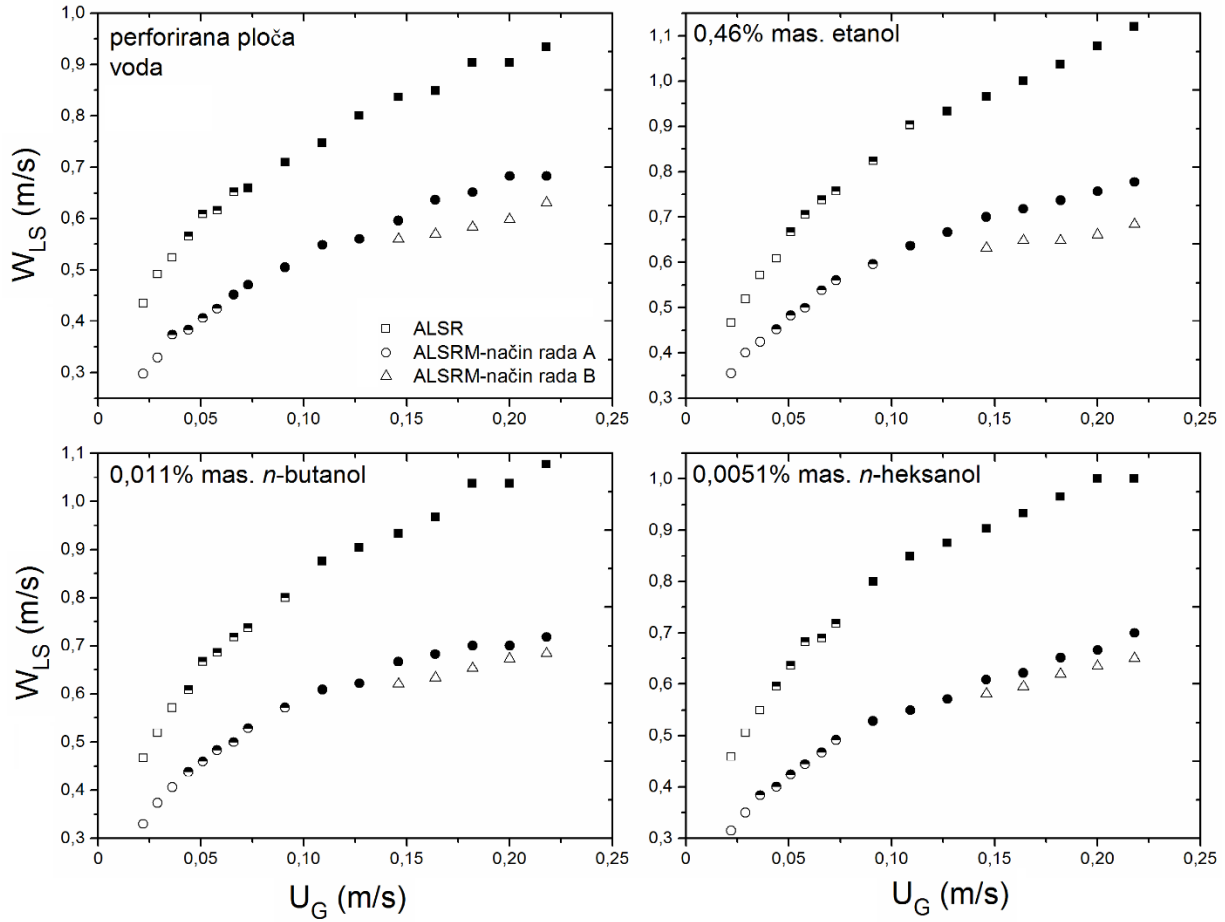 perforirana ploča
voda
1,0
0,9
0,8
0,7
0,6
0,5
0,4
0,3
W_LS (m/s)
ALSR
ALSRM-način rada A
ALSRM-način rada B
0 0,05 0,10 0,15 0,20 0,25
0,46% mas. etanol
1,1
1,0
0,9
0,8
0,7
0,6
0,5
0,4
0,3
0 0,05 0,10 0,15 0,20 0,25
0,011% mas. n-butanol
1,1
1,0
0,9
0,8
0,7
0,6
0,5
0,4
0,3
W_LS (m/s)
0 0,05 0,10 0,15 0,20 0,25
U_G (m/s)
0,0051% mas. n-heksanol
1,0
0,9
0,8
0,7
0,6
0,5
0,4
0,3
0 0,05 0,10 0,15 0,20 0,25
U_G (m/s)